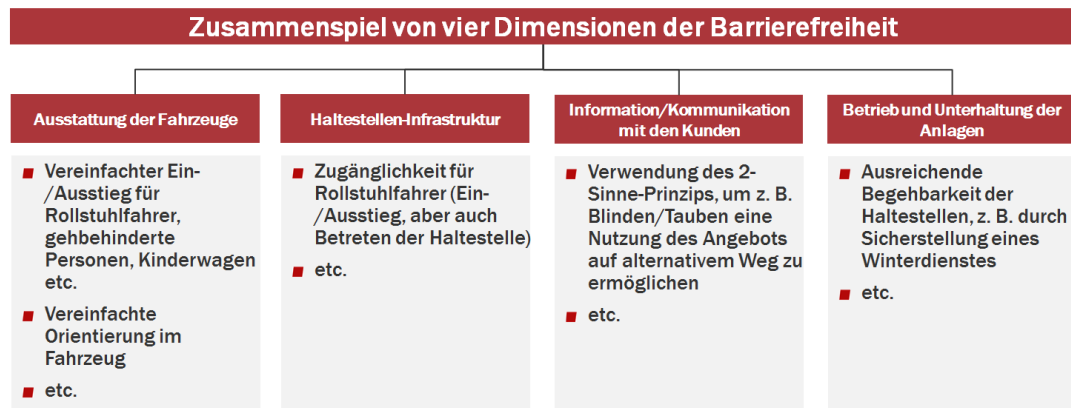 Zusammenspiel von vier Dimensionen der Barrierefreiheit
Ausstattung der Fahrzeuge
Vereinfachter Ein-
/Ausstieg für
Rollstuhlfahrer,
gehbehinderte
Personen, Kinderwagen
etc.
Vereinfachte
Orientierung im
Fahrzeug
etc.
Haltestellen-Infrastruktur
Zugänglichkeit für
Rollstuhlfahrer (Ein-
/Ausstieg, aber auch
Betreten der Haltestelle)
etc.
Information/Kommunikation
mit den Kunden
Verwendung des 2-
Sinne-Prinzips, um z. B.
Blinden/Tauben eine
Nutzung des Angebots
auf alternativem Weg zu
ermöglichen
etc.
Betrieb und Unterhaltung der
Anlagen
Ausreichende
Begehbarkeit der
Haltestellen, z. B. durch
Sicherstellung eines
Winterdienstes
etc.